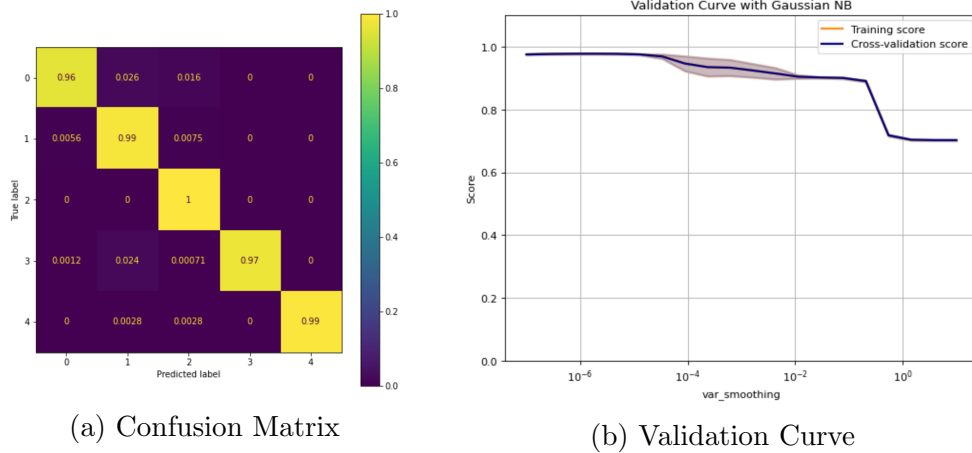 1.0
0
0.96 0.026 0.016 0 0
0.8
1
0.0056 0.99 0.0075 0 0
0.6
True label
2
0 0 1 0 0
0.4
3
0.0012 0.024 0.00071 0.97 0
0.2
4
0 0.0028 0.0028 0 0.99
0.0
0 1 2 3 4
Predicted label
(a) Confusion Matrix
Validation Curve with Gaussian NB
Training score
Cross-validation score
1.0
0.8
0.6
0.4
0.2
0.0
Score
10⁻⁶ 10⁻⁴ 10⁻² 10⁰
var_smoothing
(b) Validation Curve